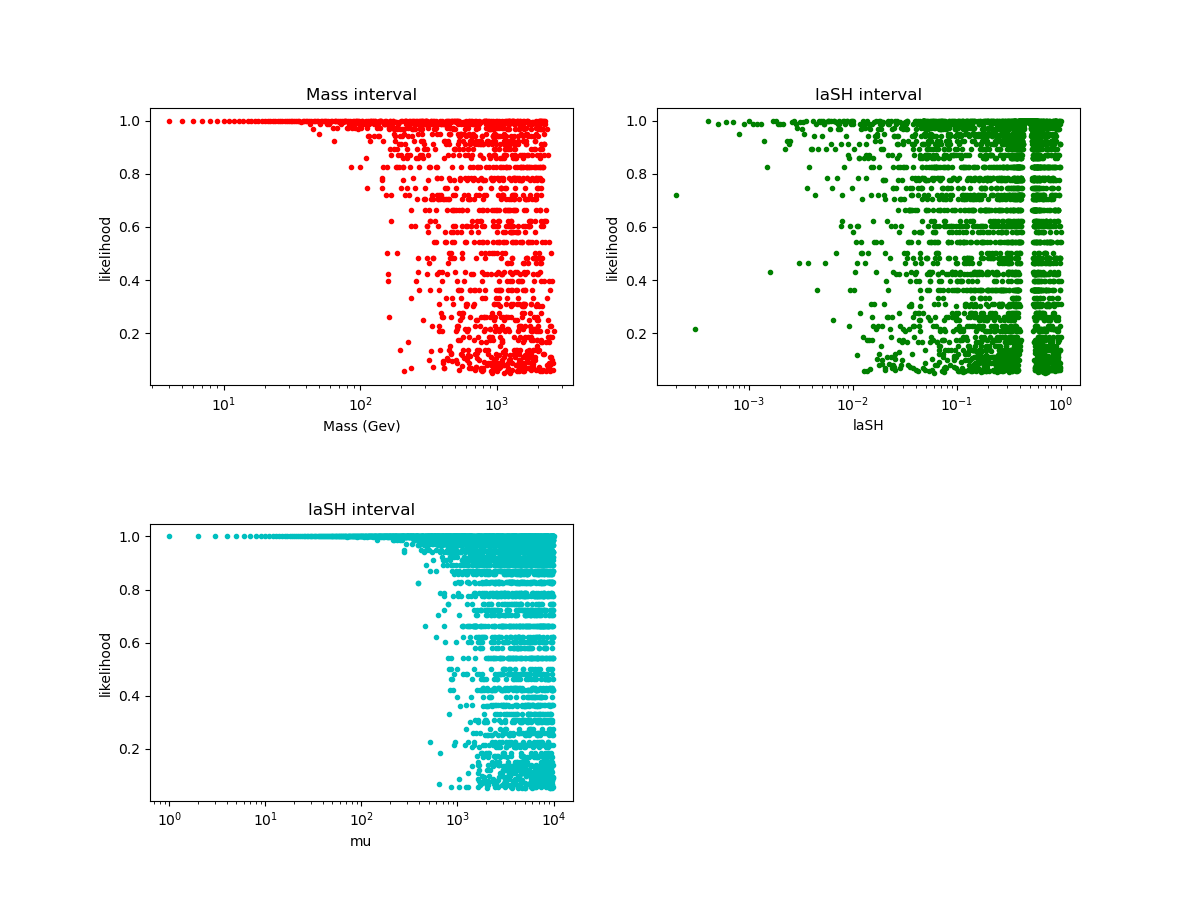 Mass interval
likelihood
1.0
0.8
0.6
0.4
0.2
10¹ 10² 10³
Mass (Gev)
laSH interval
likelihood
1.0
0.8
0.6
0.4
0.2
10⁻³ 10⁻² 10⁻¹ 10⁰
laSH
laSH interval
likelihood
1.0
0.8
0.6
0.4
0.2
10⁰ 10¹ 10² 10³ 10⁴
mu